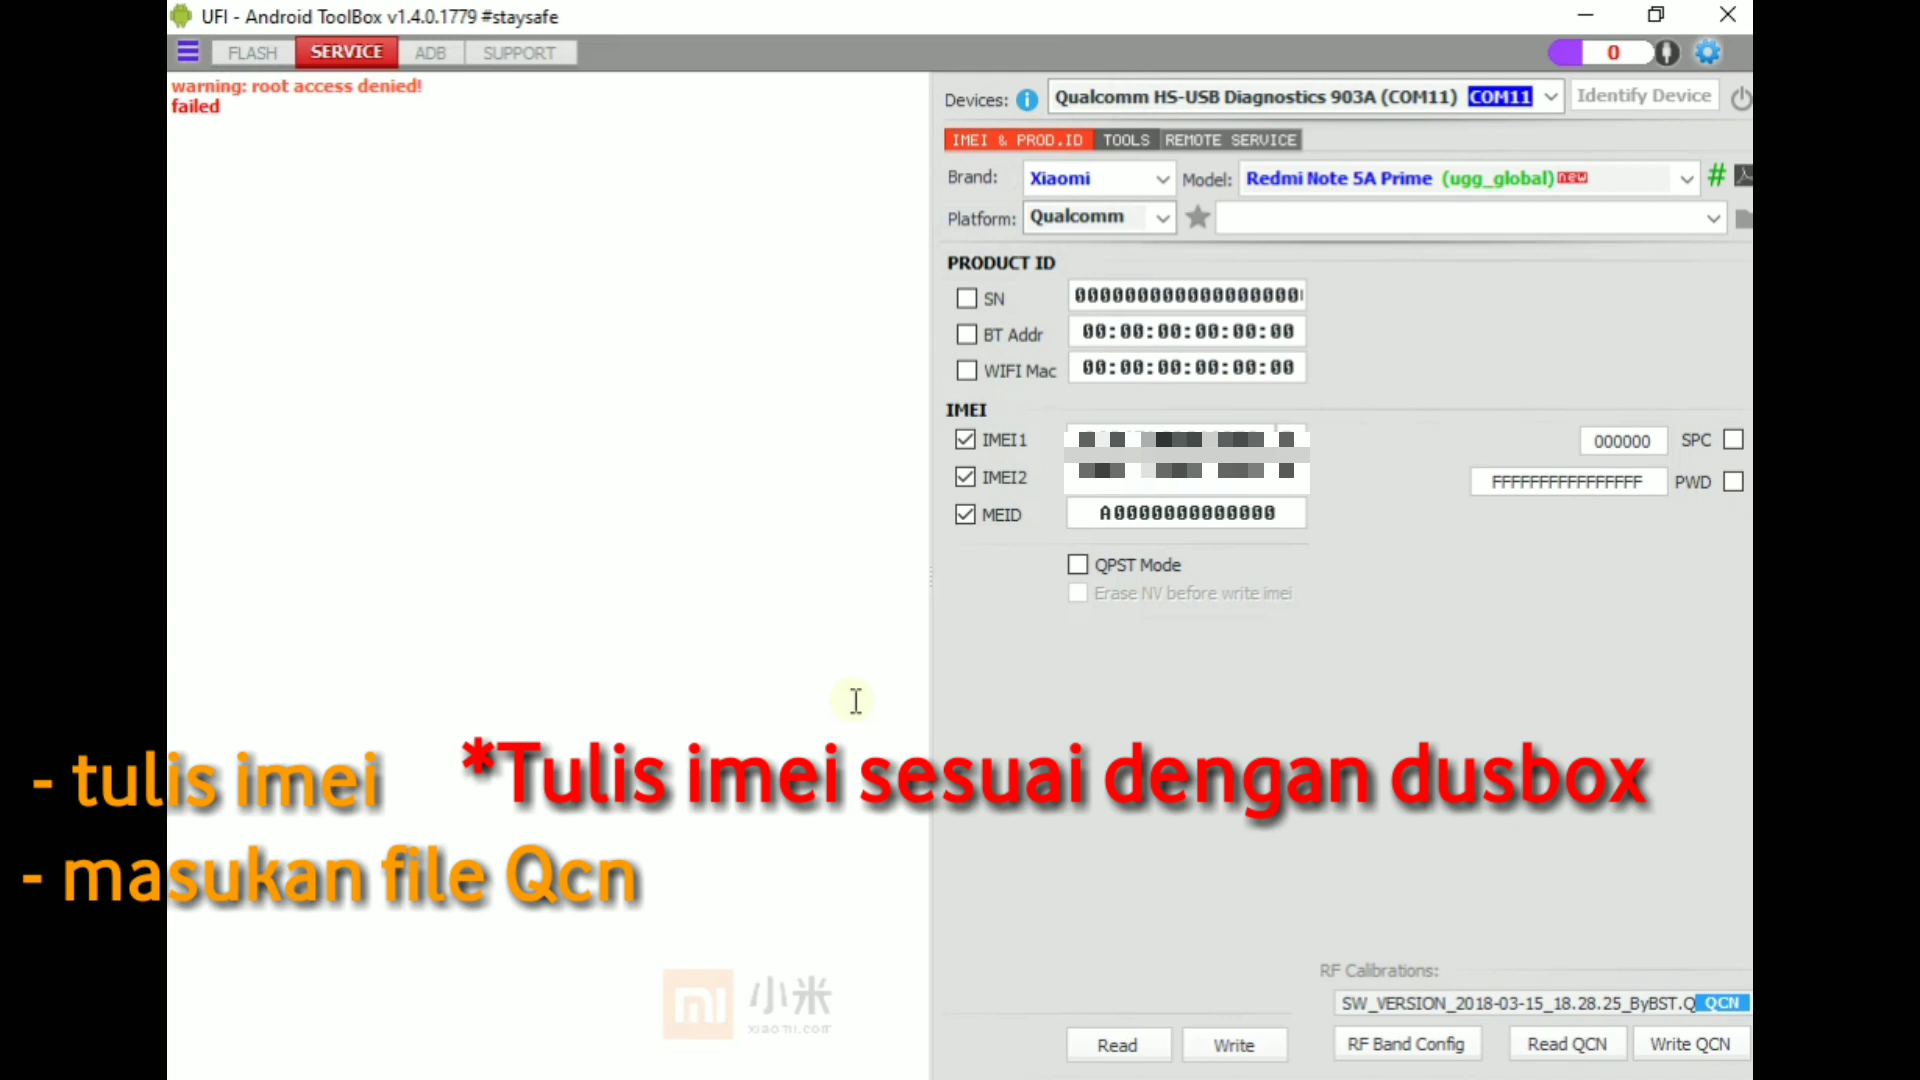 UFI - Android ToolBox v1.4.0.1779 #staysafe
FLASH SERVICE ADB SUPPORT 0
warning: root access denied!
failed
Devices: Qualcomm HS-USB Diagnostics 903A (COM11) COM11 Identify Device
IMEI & PROD.ID TOOLS REMOTE SERVICE
Brand: Xiaomi Model: Redmi Note 5A Prime (ugg_global) new
Platform: Qualcomm
PRODUCT ID
SN 000000000000000000
BT Addr 00:00:00:00:00:00
WIFI Mac 00:00:00:00:00:00
IMEI
IMEI1 000000 SPC
IMEI2 FFFFFFFFFFFFFFFF PWD
MEID A0000000000000
QPST Mode
Erase NV before write imei
- tulis imei *Tulis imei sesuai dengan dusbox
- masukan file Qcn
RF Calibrations:
小米
xiaomi.com
SW_VERSION_2018-03-15_18.28.25_ByBST.Q QCN
Read Write RF Band Config Read QCN Write QCN